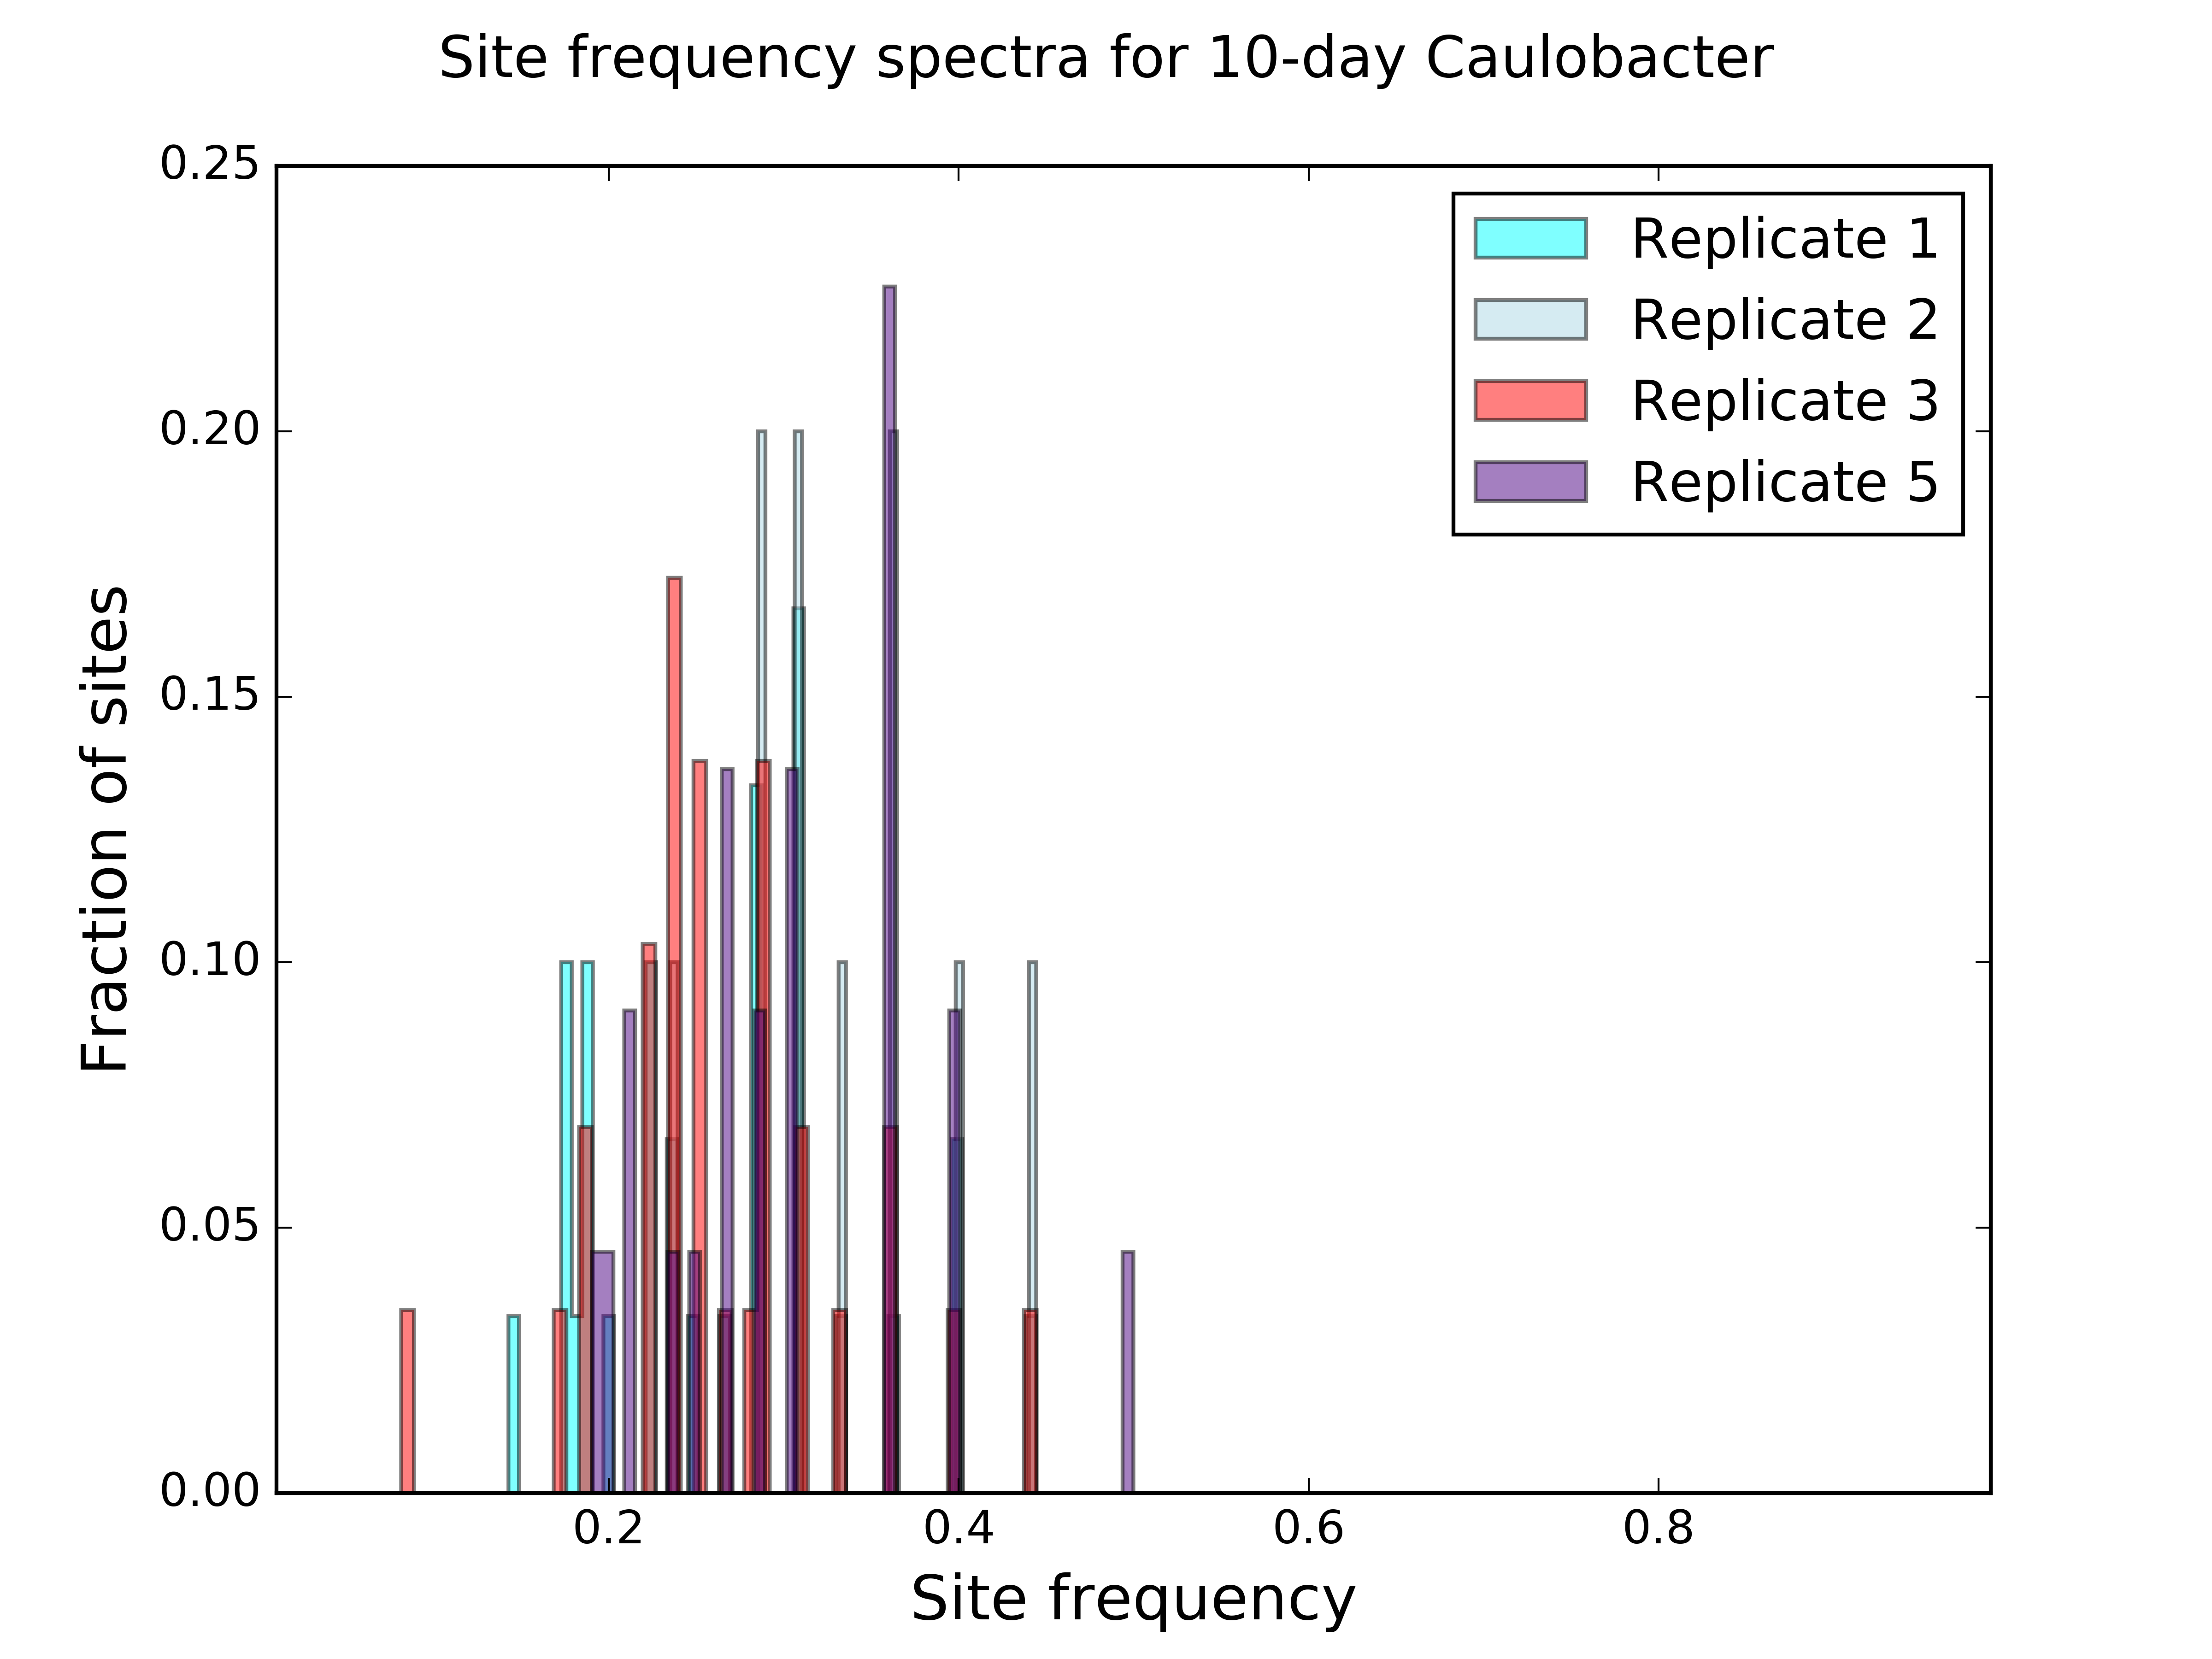 Site frequency spectra for 10-day Caulobacter
0.25
0.20
0.15
0.10
0.05
0.00
Fraction of sites
Replicate 1
Replicate 2
Replicate 3
Replicate 5
0.2 0.4 0.6 0.8
Site frequency